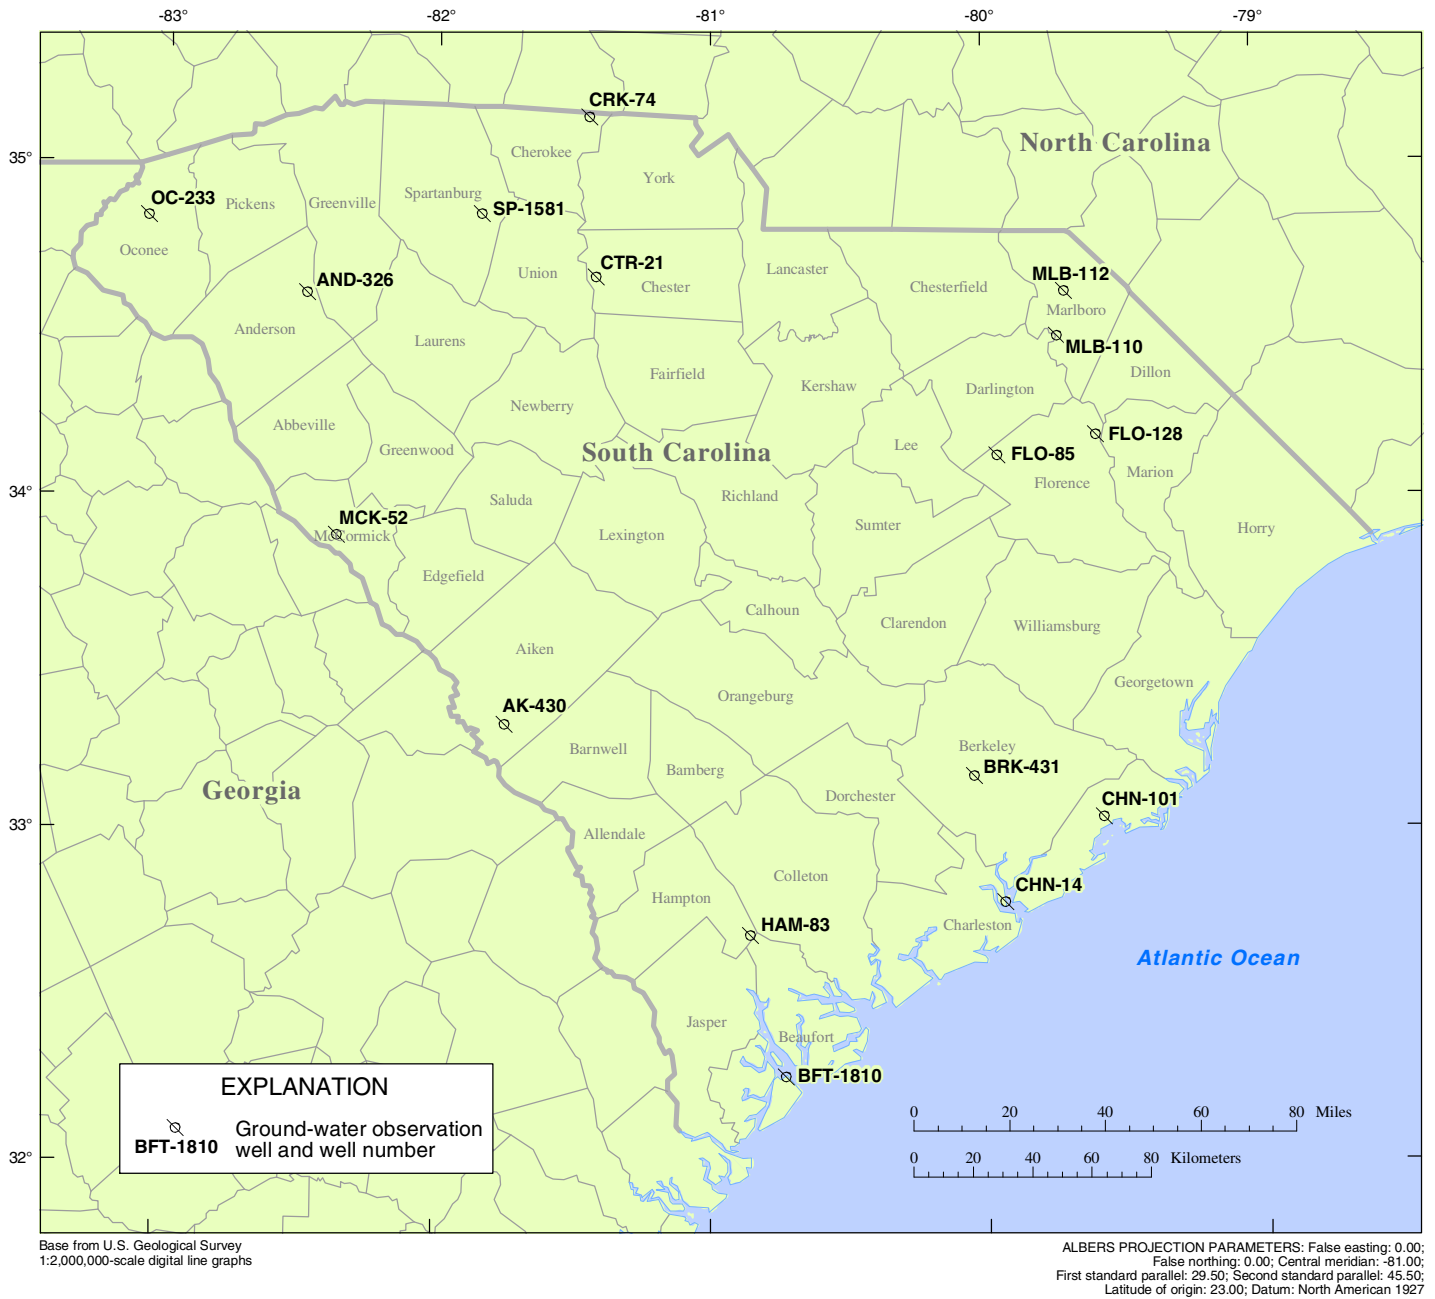 -83°
-82°
-81°
-80°
-79°
CRK-74
North Carolina
Cherokee
35°
York
OC-233
Pickens
Greenville
Spartanburg
SP-1581
Oconee
CTR-21
Lancaster
MLB-112
AND-326
Union
Chester
Chesterfield
Marlboro
Anderson
Laurens
MLB-110
Fairfield
Kershaw
Dillon
Darlington
Newberry
Abbeville
Greenwood
South Carolina
Lee
FLO-85
FLO-128
Marion
Florence
34°
Saluda
Richland
MCK-52
McCormick
Lexington
Sumter
Horry
Edgefield
Calhoun
Clarendon
Williamsburg
Aiken
Orangeburg
Georgetown
AK-430
Barnwell
Berkeley
BRK-431
Bamberg
Georgia
Dorchester
CHN-101
33°
Allendale
Colleton
CHN-14
Hampton
HAM-83
Charleston
Atlantic Ocean
Jasper
Beaufort
BFT-1810
EXPLANATION
BFT-1810
Ground-water observation
well and well number
0 20 40 60 80 Miles
0 20 40 60 80 Kilometers
32°
Base from U.S. Geological Survey
1:2,000,000-scale digital line graphs
ALBERS PROJECTION PARAMETERS: False easting: 0.00;
False northing: 0.00; Central meridian: -81.00;
First standard parallel: 29.50; Second standard parallel: 45.50;
Latitude of origin: 23.00; Datum: North American 1927